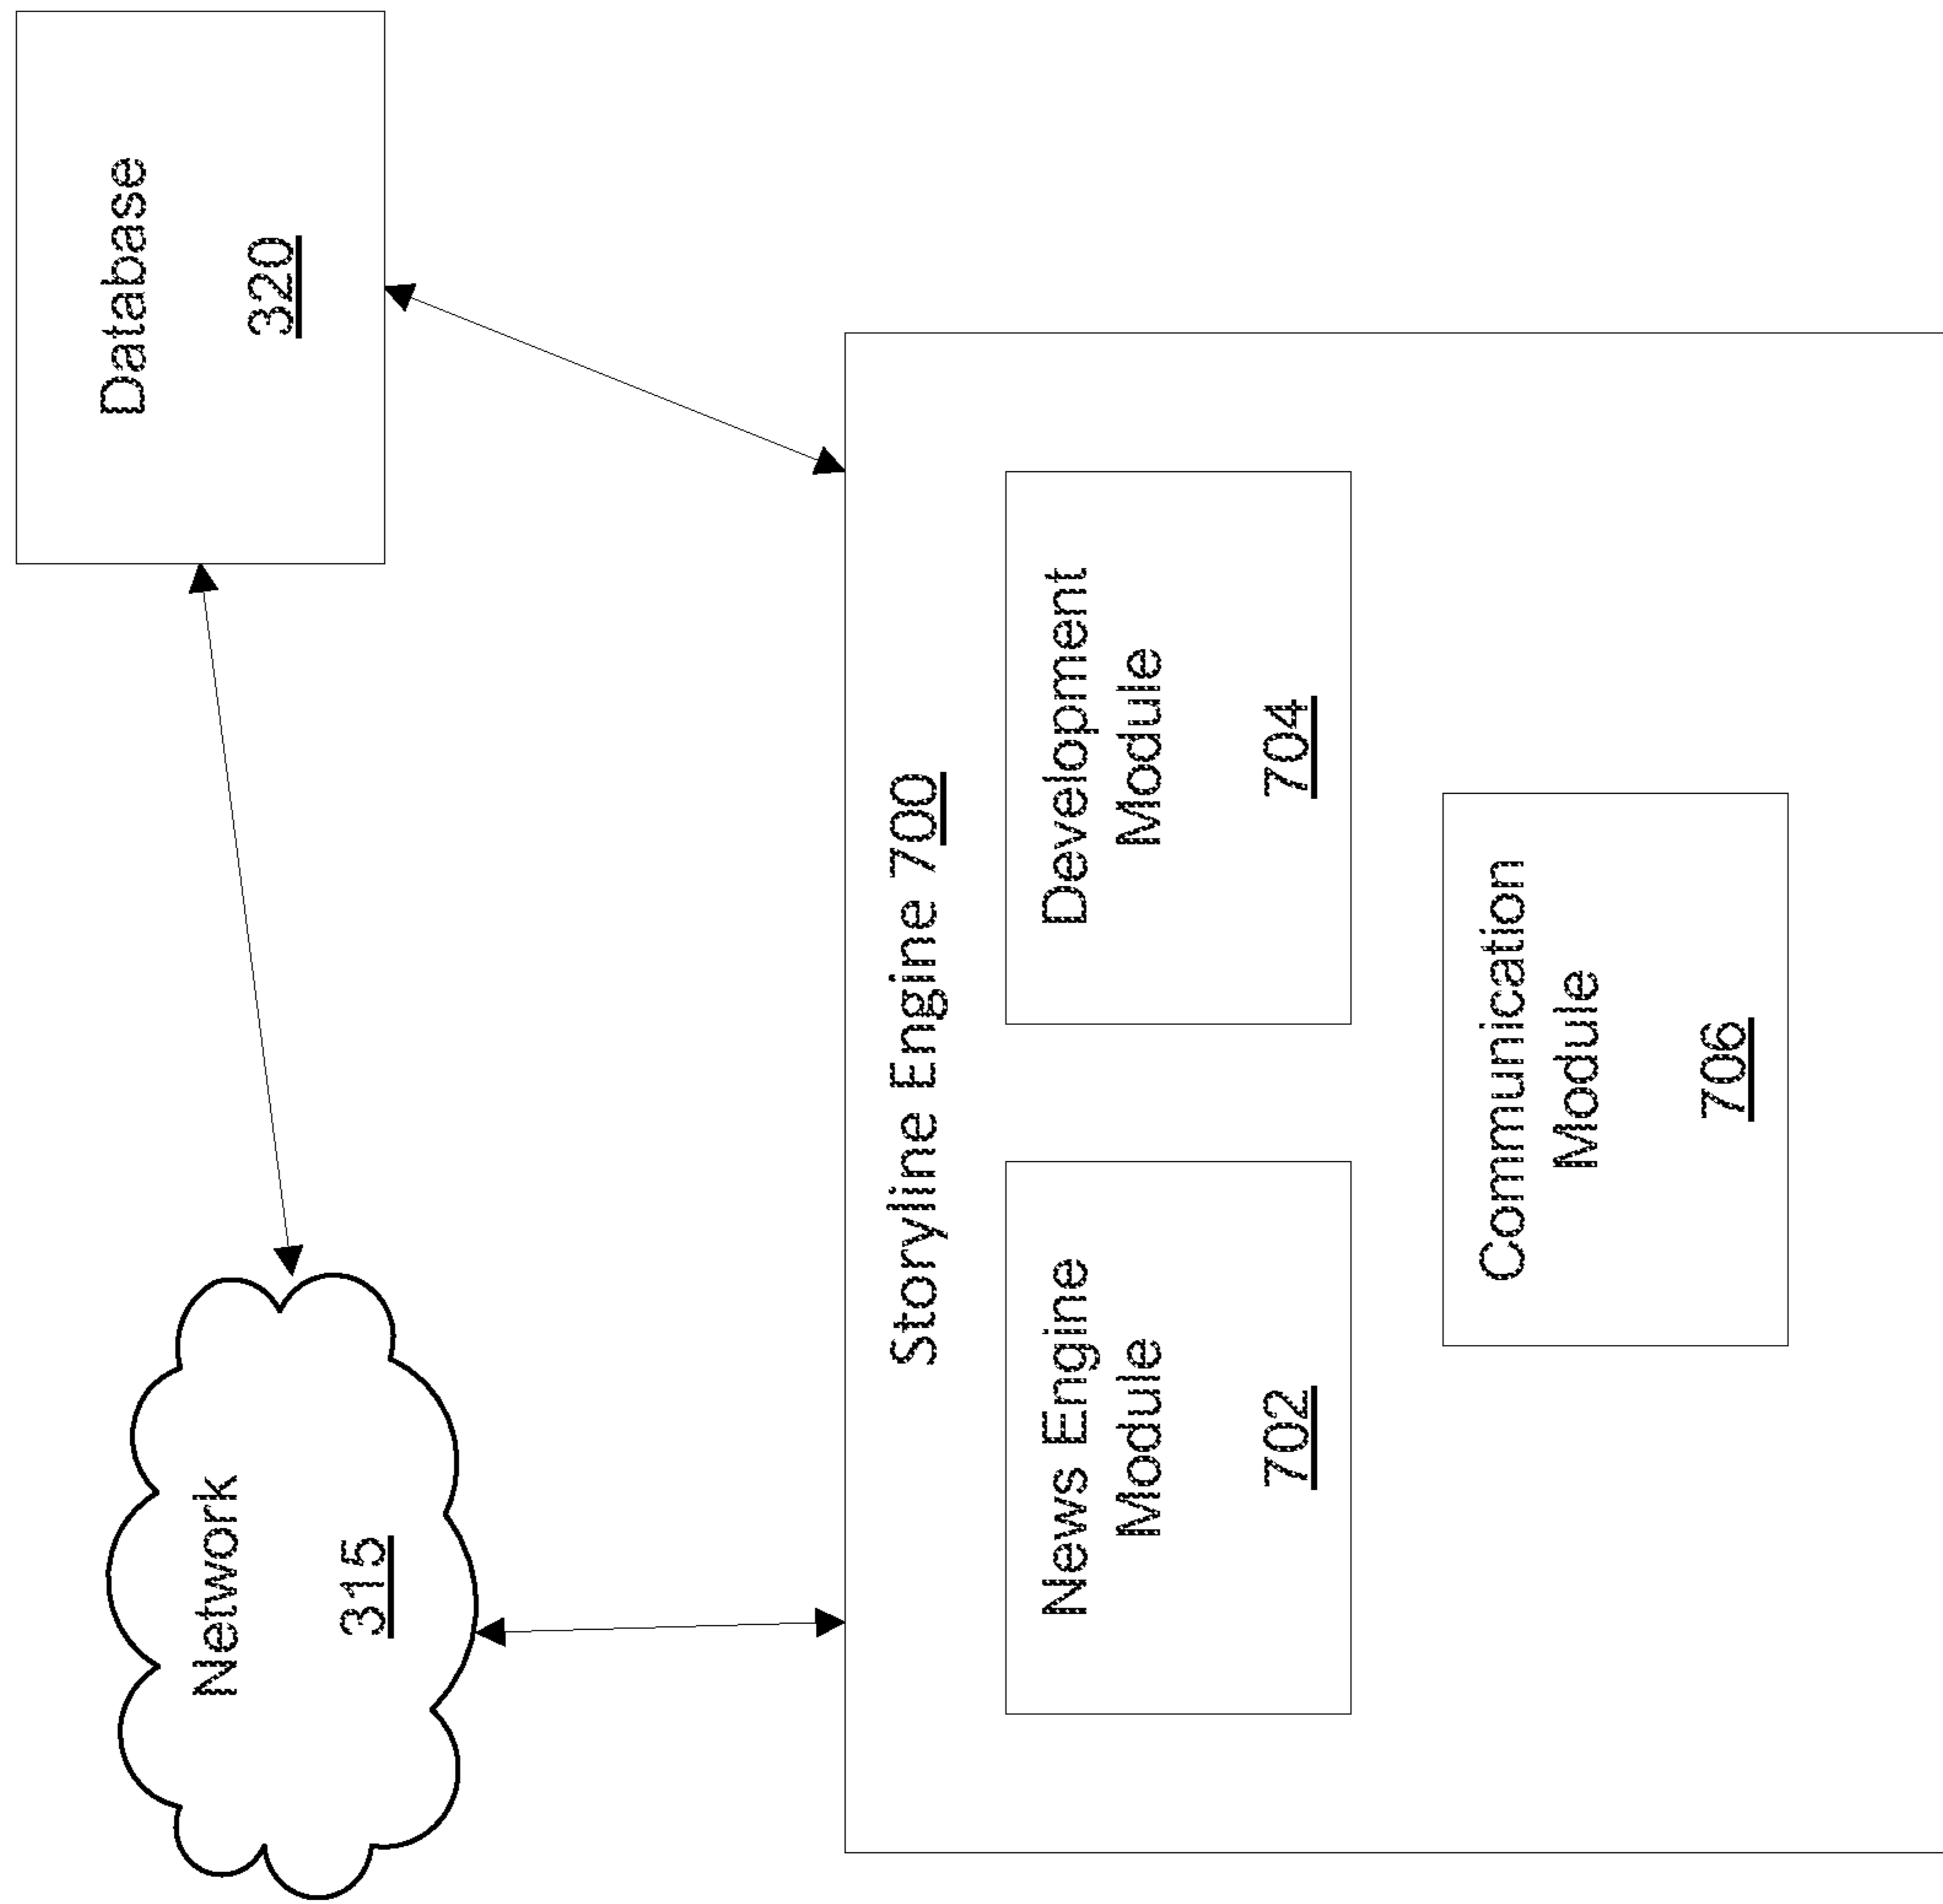 Network
315
Database
320
Storyline Engine 700
News Engine
Module
702
Development
Module
704
Communication
Module
706